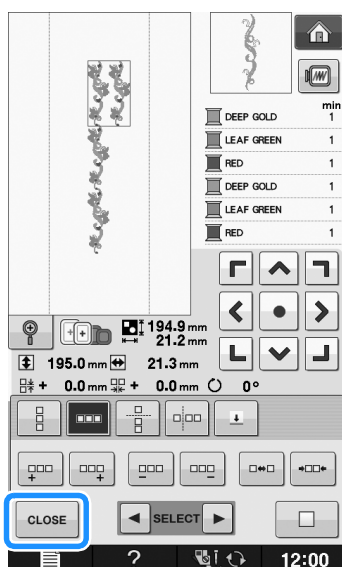 min
DEEP GOLD 1
LEAF GREEN 1
RED 1
DEEP GOLD 1
LEAF GREEN 1
RED 1
194.9 mm
21.2 mm
195.0 mm 21.3 mm
+ 0.0 mm + 0.0 mm 0°
CLOSE SELECT
? 12:00